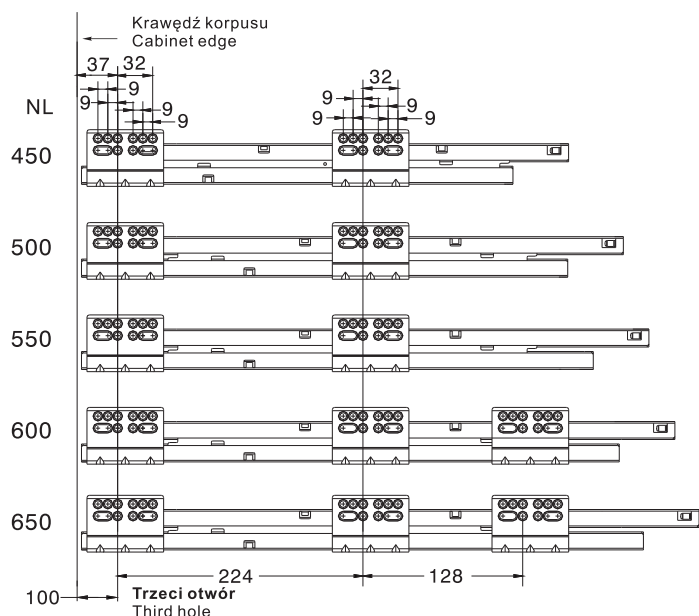 Krawędź korpusu
Cabinet edge
37 32 32
9 9 9 9
9 9 9 9
NL
450
500
550
600
650
224 128
100
Trzeci otwór
Third hole